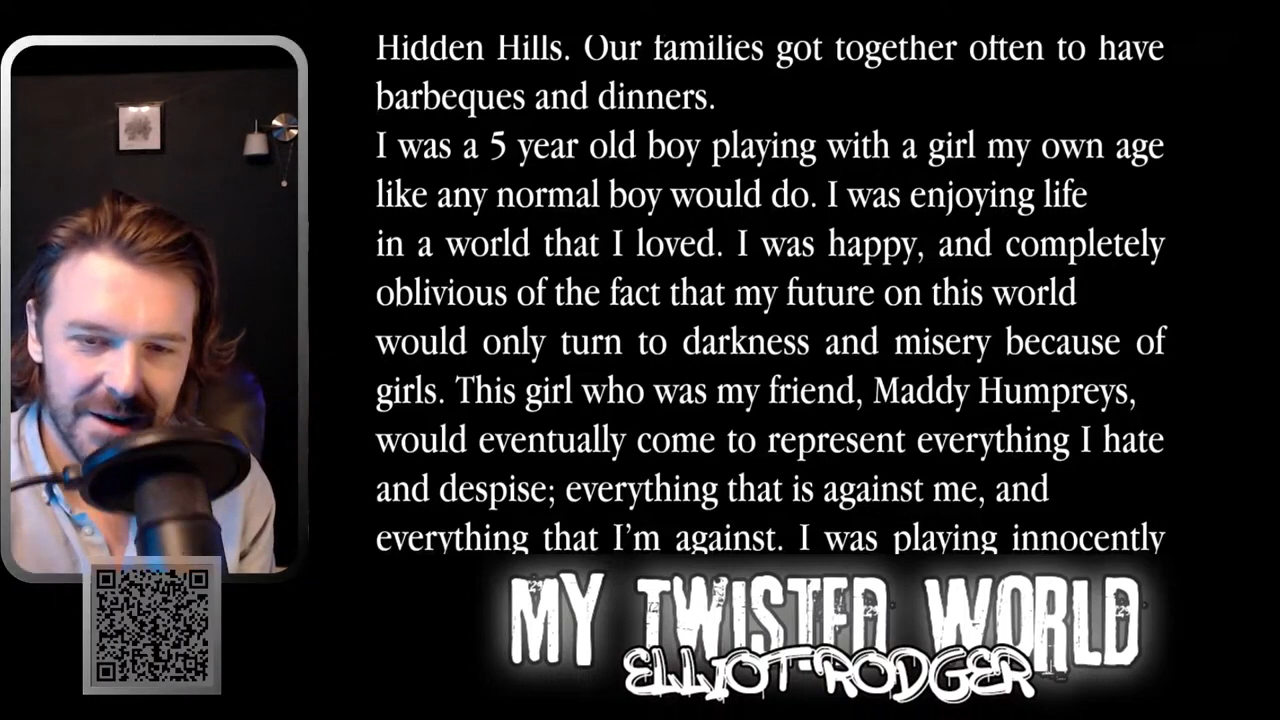 Hidden Hills. Our families got together often to have
barbeques and dinners.
I was a 5 year old boy playing with a girl my own age
like any normal boy would do. I was enjoying life
in a world that I loved. I was happy, and completely
oblivious of the fact that my future on this world
would only turn to darkness and misery because of
girls. This girl who was my friend, Maddy Humpreys,
would eventually come to represent everything I hate
and despise; everything that is against me, and
everything that I'm against. I was playing innocently
MY TWISTED WORLD
ELLIOT RODGER